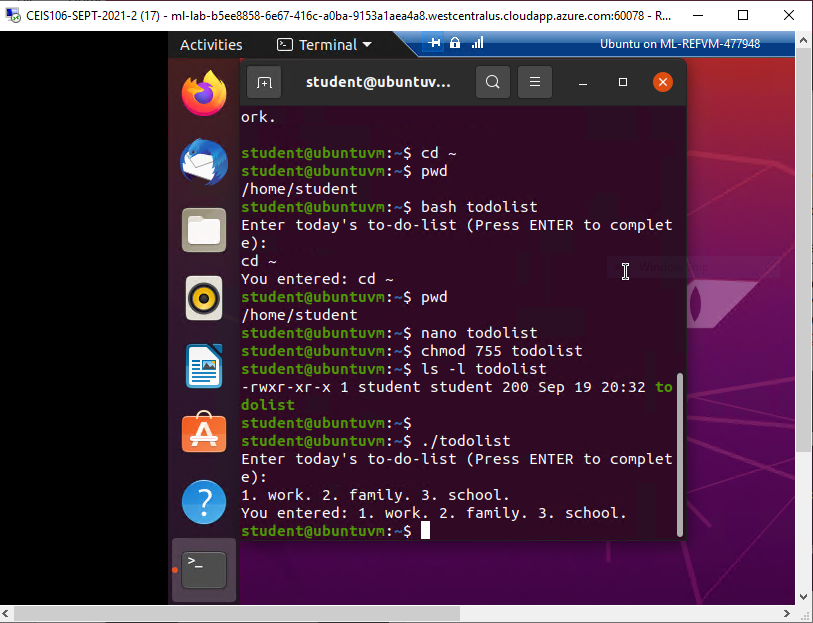 CEIS106-SEPT-2021-2 (17) - ml-lab-b5ee8858-6e67-416c-a0ba-9153a1aea4a8.westcentralus.cloudapp.azure.com:60078 - R...
Activities Terminal Ubuntu on ML-REFVM-477948
student@ubuntuv...
ork.
student@ubuntuvm:~$ cd ~
student@ubuntuvm:~$ pwd
/home/student
student@ubuntuvm:~$ bash todolist
Enter today's to-do-list (Press ENTER to complet
e):
cd ~
You entered: cd ~
student@ubuntuvm:~$ pwd
/home/student
student@ubuntuvm:~$ nano todolist
student@ubuntuvm:~$ chmod 755 todolist
student@ubuntuvm:~$ ls -l todolist
-rwxr-xr-x 1 student student 200 Sep 19 20:32 to
dolist
student@ubuntuvm:~$
student@ubuntuvm:~$ ./todolist
Enter today's to-do-list (Press ENTER to complet
e):
1. work. 2. family. 3. school.
You entered: 1. work. 2. family. 3. school.
student@ubuntuvm:~$